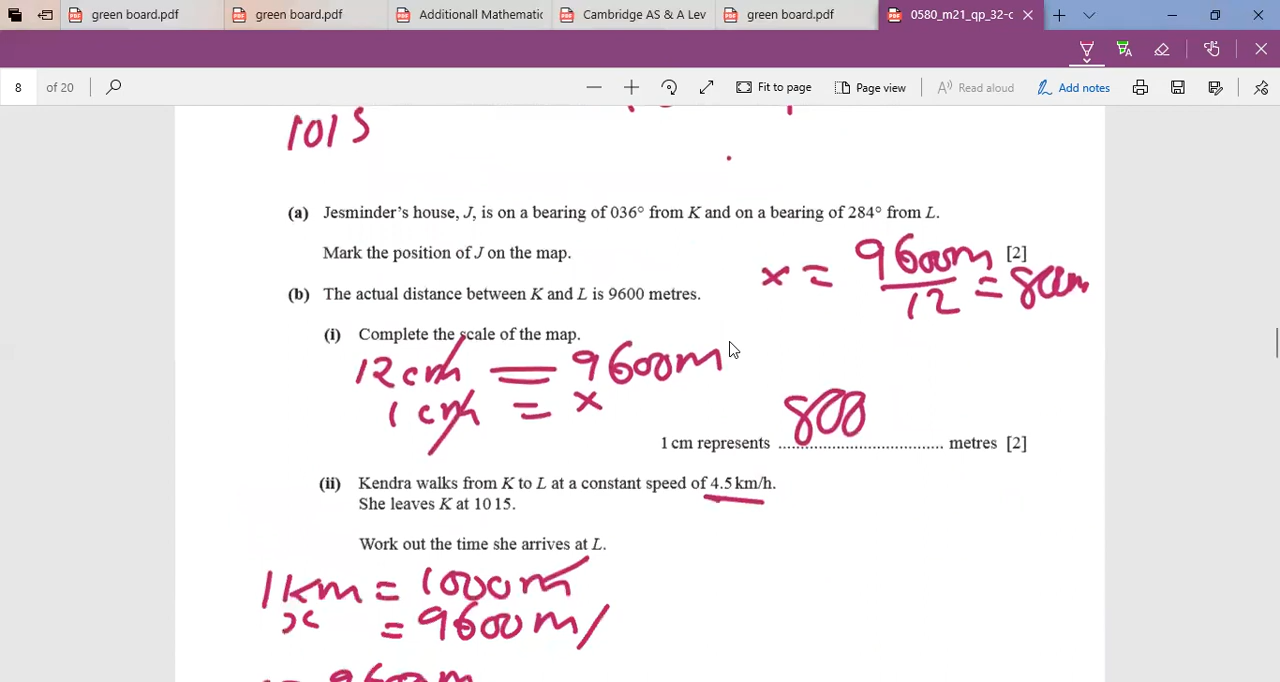 green board.pdf green board.pdf Additionall Mathematic Cambridge AS & A Lev green board.pdf 0580_m21_qp_32-c
8 of 20 Fit to page Page view Read aloud Add notes
1015
(a) Jesminder's house, J, is on a bearing of 036° from K and on a bearing of 284° from L.
Mark the position of J on the map. [2]
x = 9600m / 12 = 800m
(b) The actual distance between K and L is 9600 metres.
(i) Complete the scale of the map.
12cm = 9600m
1cm = x
800
1 cm represents .................................... metres [2]
(ii) Kendra walks from K to L at a constant speed of 4.5 km/h.
She leaves K at 10 15.
Work out the time she arrives at L.
1km = 1000m
x = 9600m